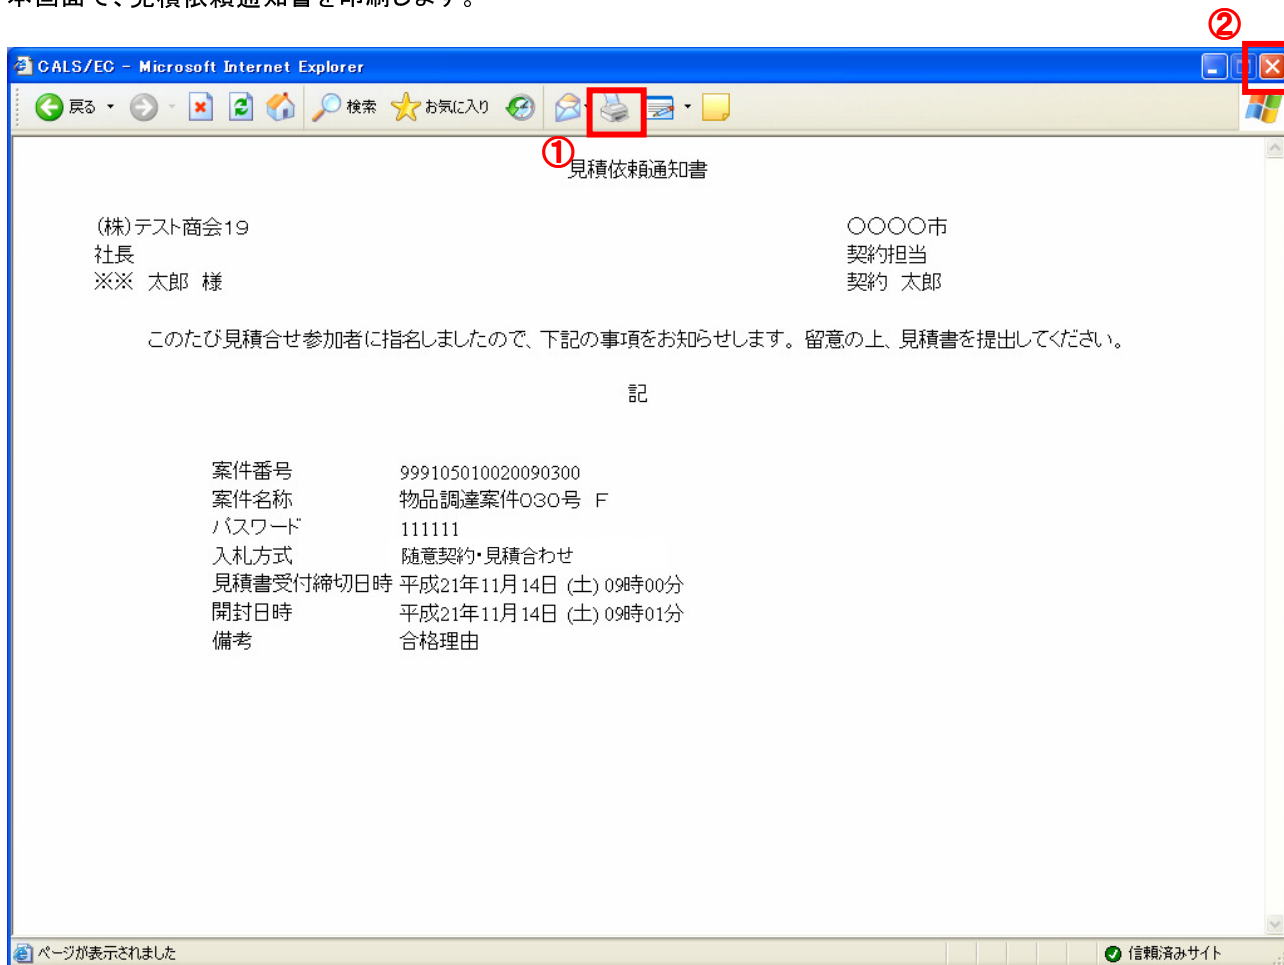 本画面で、見積依頼通知書を印刷します。
②
CALS/EC - Microsoft Internet Explorer
戻る 検索 お気に入り
①
見積依頼通知書
(株)テスト商会19 ○○○○市
社長 契約担当
※※ 太郎 様 契約 太郎
このたび見積合せ参加者に指名しましたので、下記の事項をお知らせします。留意の上、見積書を提出してください。
記
案件番号 999105010020090300
案件名称 物品調達案件030号 F
パスワード 111111
入札方式 随意契約・見積合わせ
見積書受付締切日時 平成21年11月14日 (土) 09時00分
開封日時 平成21年11月14日 (土) 09時01分
備考 合格理由
ページが表示されました 信頼済みサイト